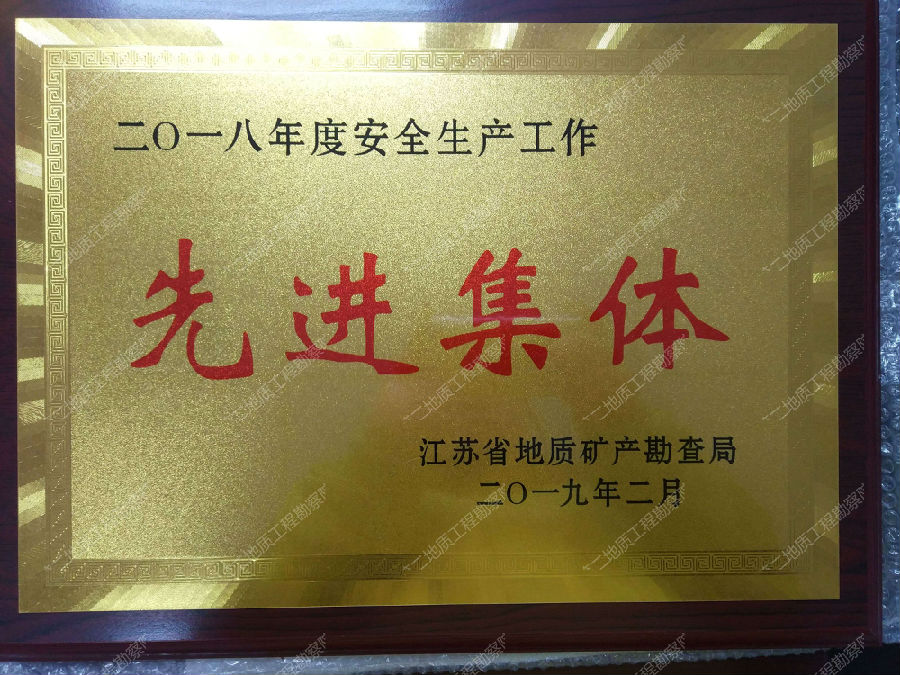 二〇一八年度安全生产工作
先进集体
江苏省地质矿产勘查局
二〇一九年二月